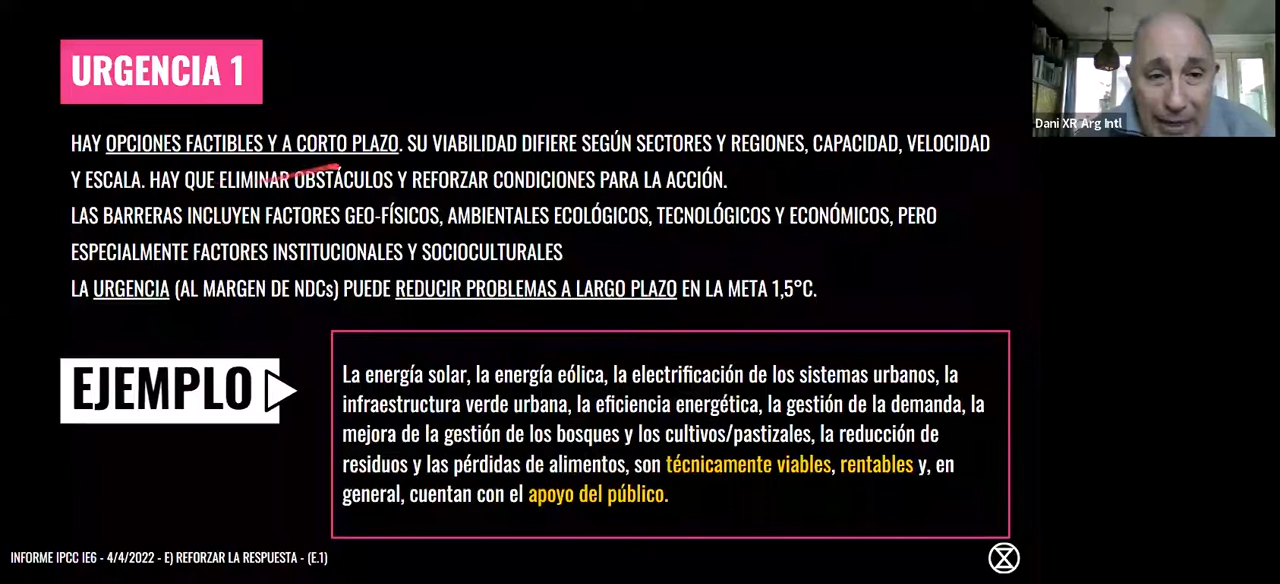 URGENCIA 1
Dani XR Arg Intl
HAY OPCIONES FACTIBLES Y A CORTO PLAZO. SU VIABILIDAD DIFIERE SEGÚN SECTORES Y REGIONES, CAPACIDAD, VELOCIDAD
Y ESCALA. HAY QUE ELIMINAR OBSTÁCULOS Y REFORZAR CONDICIONES PARA LA ACCIÓN.
LAS BARRERAS INCLUYEN FACTORES GEO-FÍSICOS, AMBIENTALES ECOLÓGICOS, TECNOLÓGICOS Y ECONÓMICOS, PERO
ESPECIALMENTE FACTORES INSTITUCIONALES Y SOCIOCULTURALES
LA URGENCIA (AL MARGEN DE NDCs) PUEDE REDUCIR PROBLEMAS A LARGO PLAZO EN LA META 1,5°C.
EJEMPLO
La energía solar, la energía eólica, la electrificación de los sistemas urbanos, la
infraestructura verde urbana, la eficiencia energética, la gestión de la demanda, la
mejora de la gestión de los bosques y los cultivos/pastizales, la reducción de
residuos y las pérdidas de alimentos, son técnicamente viables, rentables y, en
general, cuentan con el apoyo del público.
INFORME IPCC IE6 - 4/4/2022 - E) REFORZAR LA RESPUESTA - (E.1)